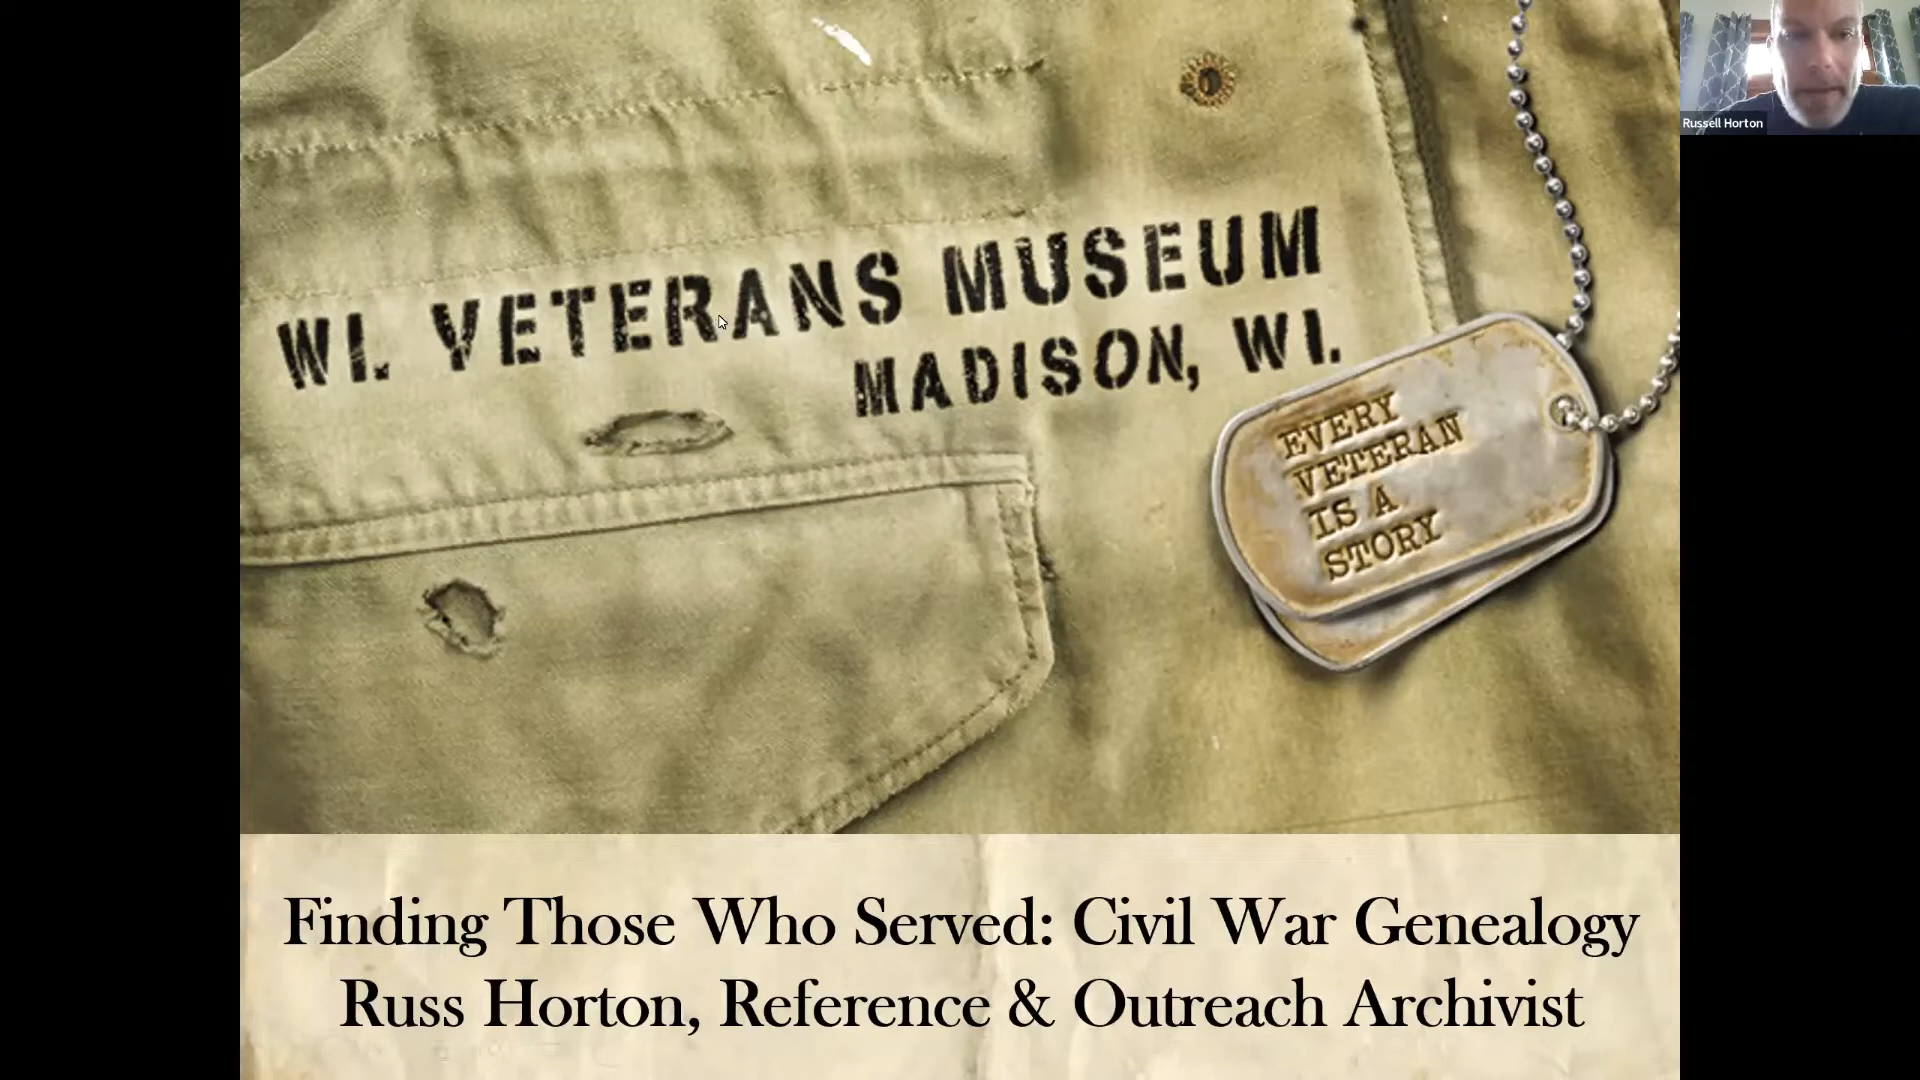 WI. VETERANS MUSEUM
MADISON, WI.
EVERY
VETERAN
IS A
STORY
Finding Those Who Served: Civil War Genealogy
Russ Horton, Reference & Outreach Archivist
Russell Horton